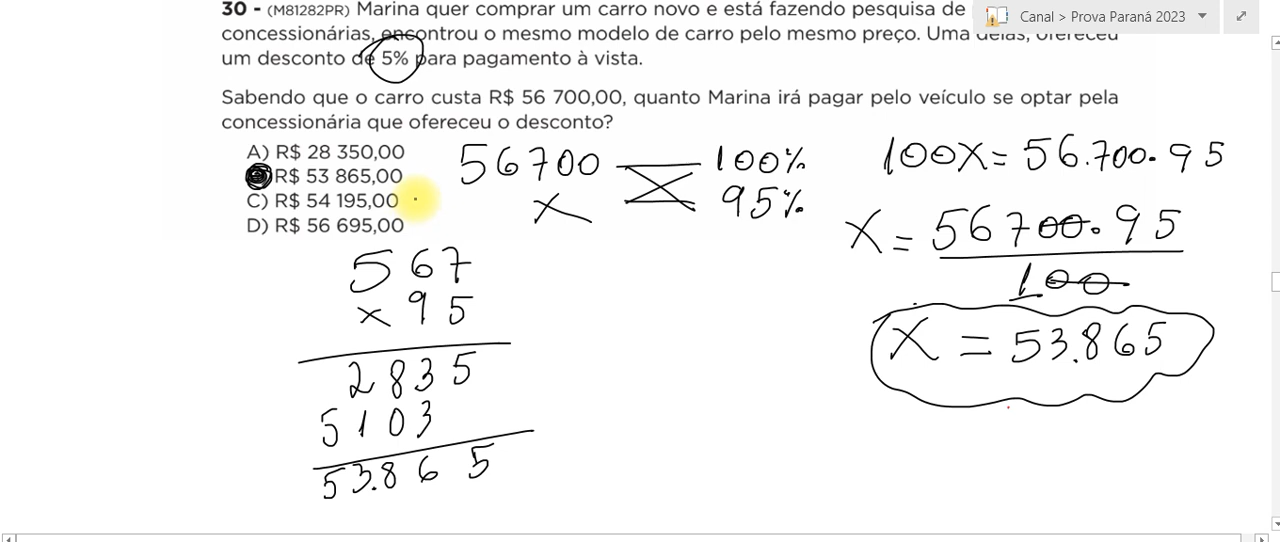 30 - (M81282PR) Marina quer comprar um carro novo e está fazendo pesquisa de
Canal > Prova Paraná 2023
concessionárias, encontrou o mesmo modelo de carro pelo mesmo preço. Uma delas, ofereceu
um desconto de 5% para pagamento à vista.
Sabendo que o carro custa R$ 56 700,00, quanto Marina irá pagar pelo veículo se optar pela
concessionária que ofereceu o desconto?
A) R$ 28 350,00
R$ 53 865,00
C) R$ 54 195,00
D) R$ 56 695,00
56700 100%
x 95%
100x = 56.700.95
x = 56700.95
100
x = 53.865
567
x 95
2835
5103
53.865